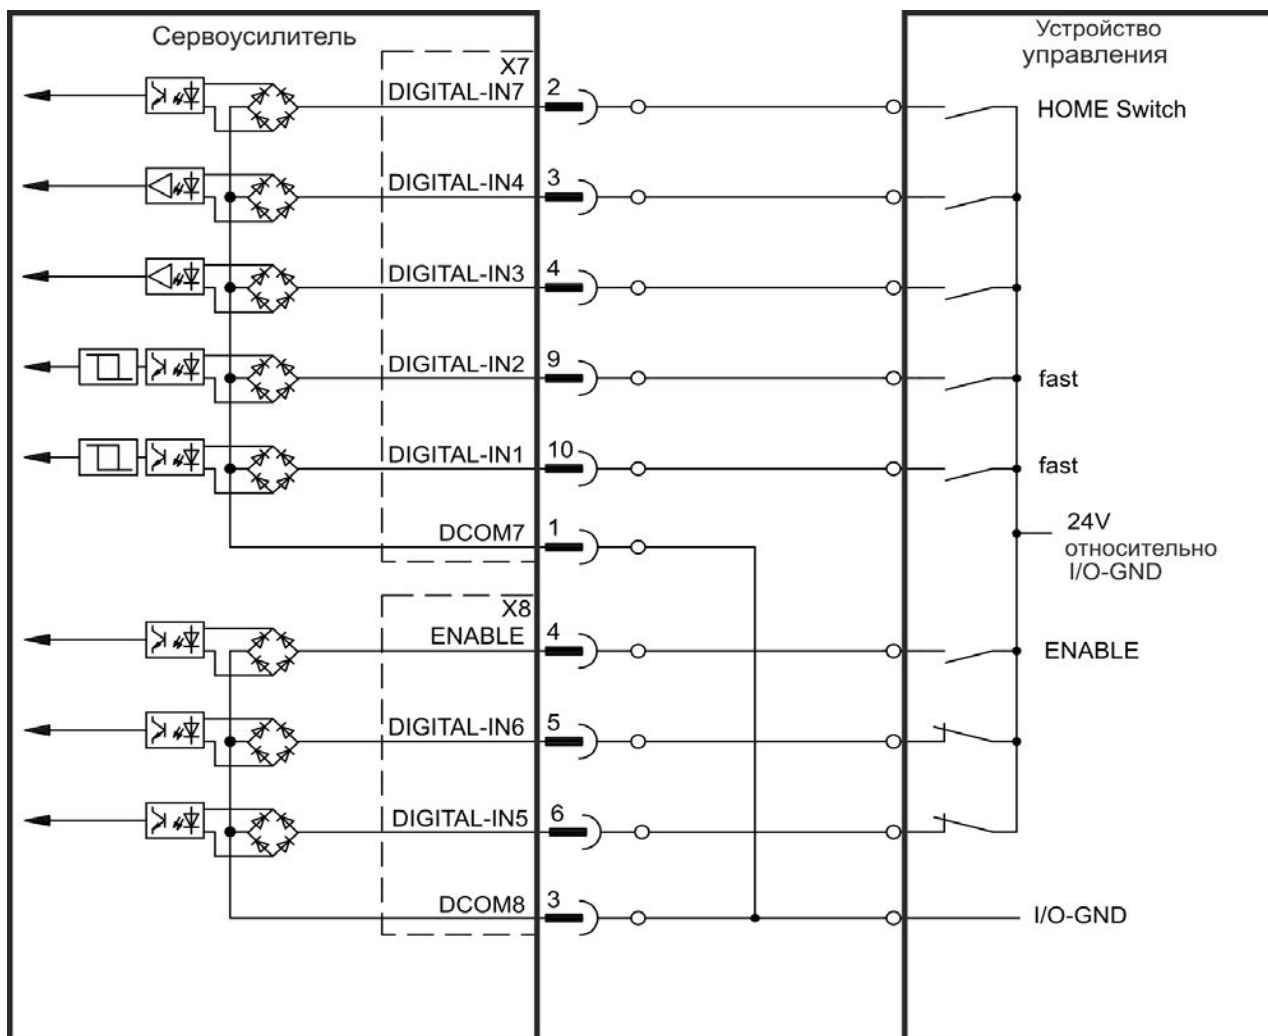 Сервоусилитель
Устройство
управления
X7
DIGITAL-IN7
2
HOME Switch
DIGITAL-IN4
3
DIGITAL-IN3
4
DIGITAL-IN2
9
fast
DIGITAL-IN1
10
fast
DCOM7
1
24V
относительно
I/O-GND
X8
ENABLE
4
ENABLE
DIGITAL-IN6
5
DIGITAL-IN5
6
DCOM8
3
I/O-GND